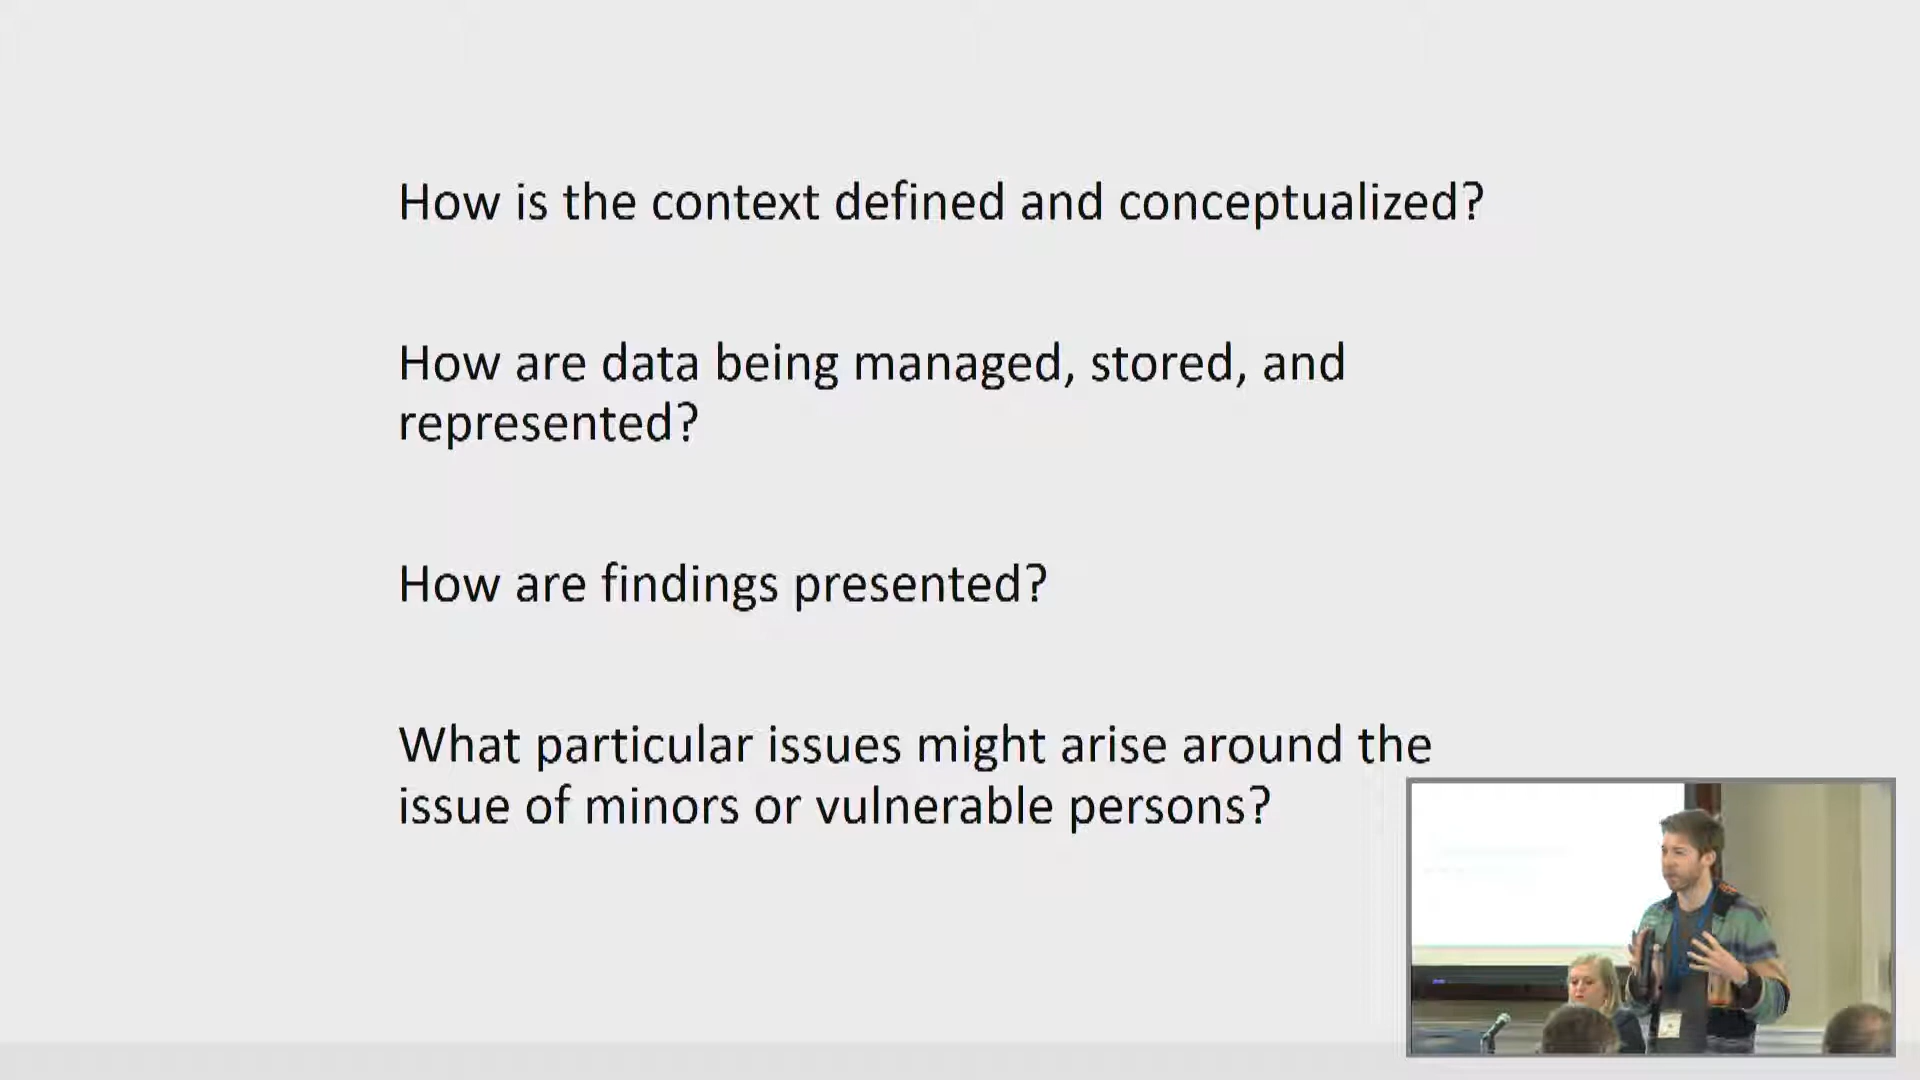 How is the context defined and conceptualized?
How are data being managed, stored, and
represented?
How are findings presented?
What particular issues might arise around the
issue of minors or vulnerable persons?